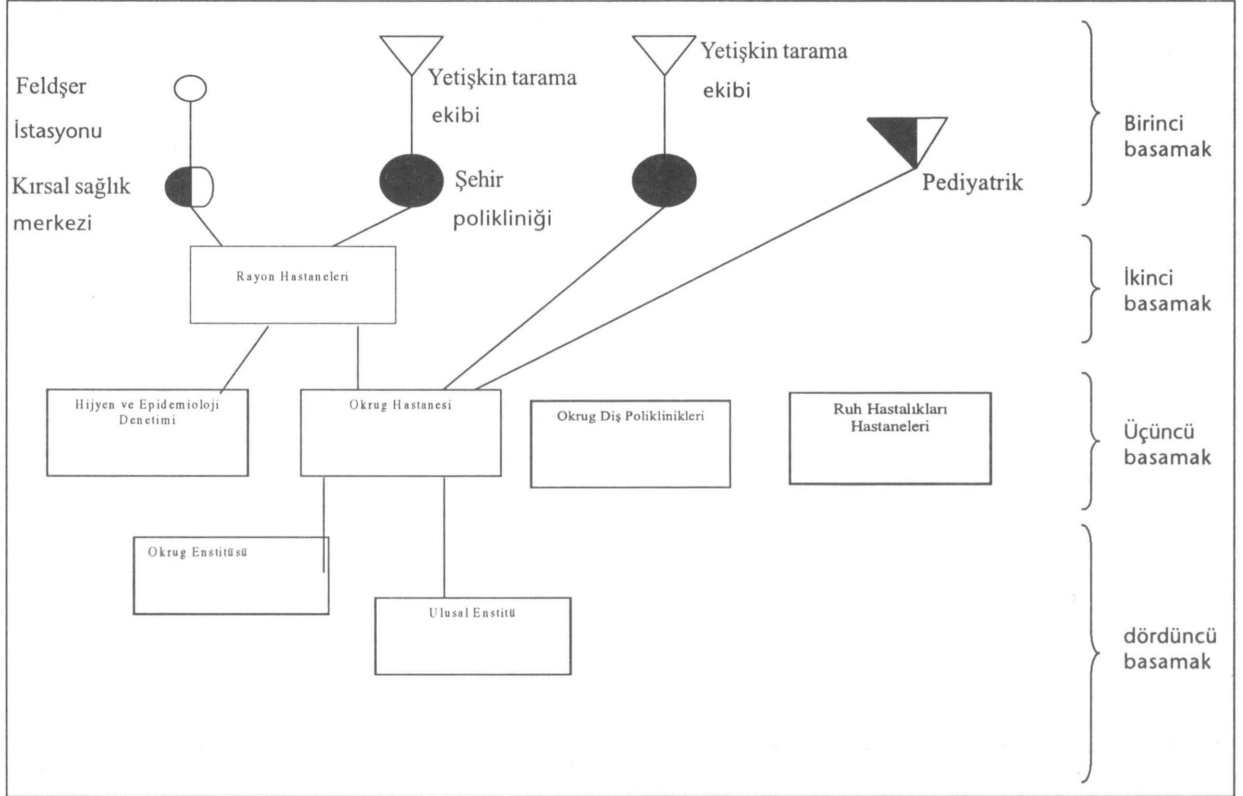 Feldşer
İstasyonu
Kırsal sağlık
merkezi
Yetişkin tarama
ekibi
Şehir
polikliniği
Yetişkin tarama
ekibi
Pediyatrik
Birinci
basamak
Rayon Hastaneleri
İkinci
basamak
Hijyen ve Epidemioloji
Denetimi
Okrug Hastanesi
Okrug Diş Poliklinikleri
Ruh Hastalıkları
Hastaneleri
Üçüncü
basamak
Okrug Enstitüsü
Ulusal Enstitü
dördüncü
basamak